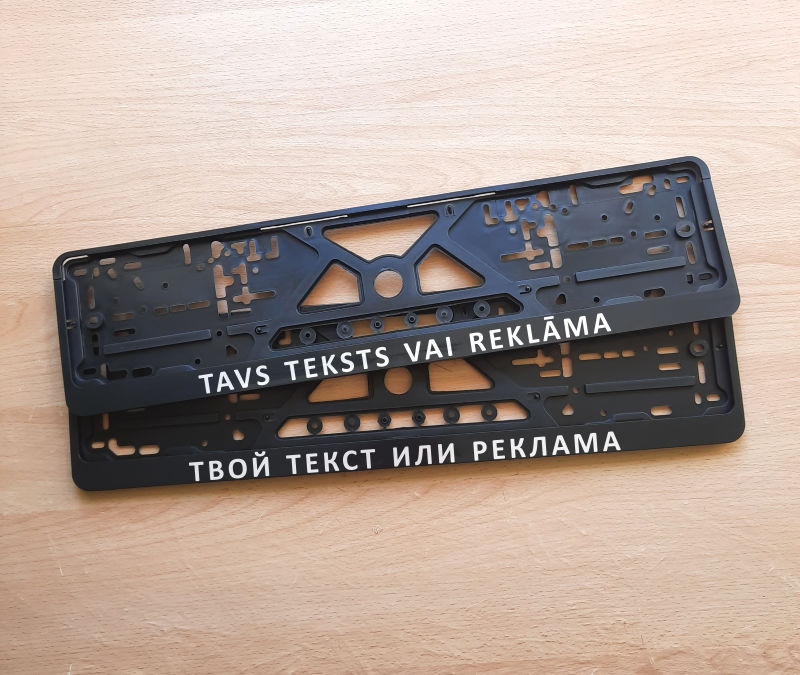 TAVS TEKSTS VAI REKLĀMA
ТВОЙ ТЕКСТ ИЛИ РЕКЛАМА